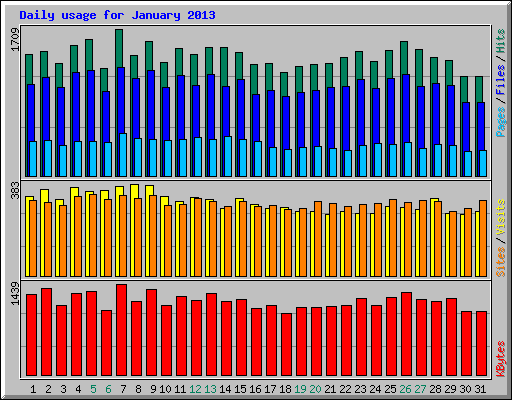 Daily usage for January 2013
1709
Pages / Files / Hits
383
Sites / Visits
1439
KBytes
1 2 3 4 5 6 7 8 9 10 11 12 13 14 15 16 17 18 19 20 21 22 23 24 25 26 27 28 29 30 31